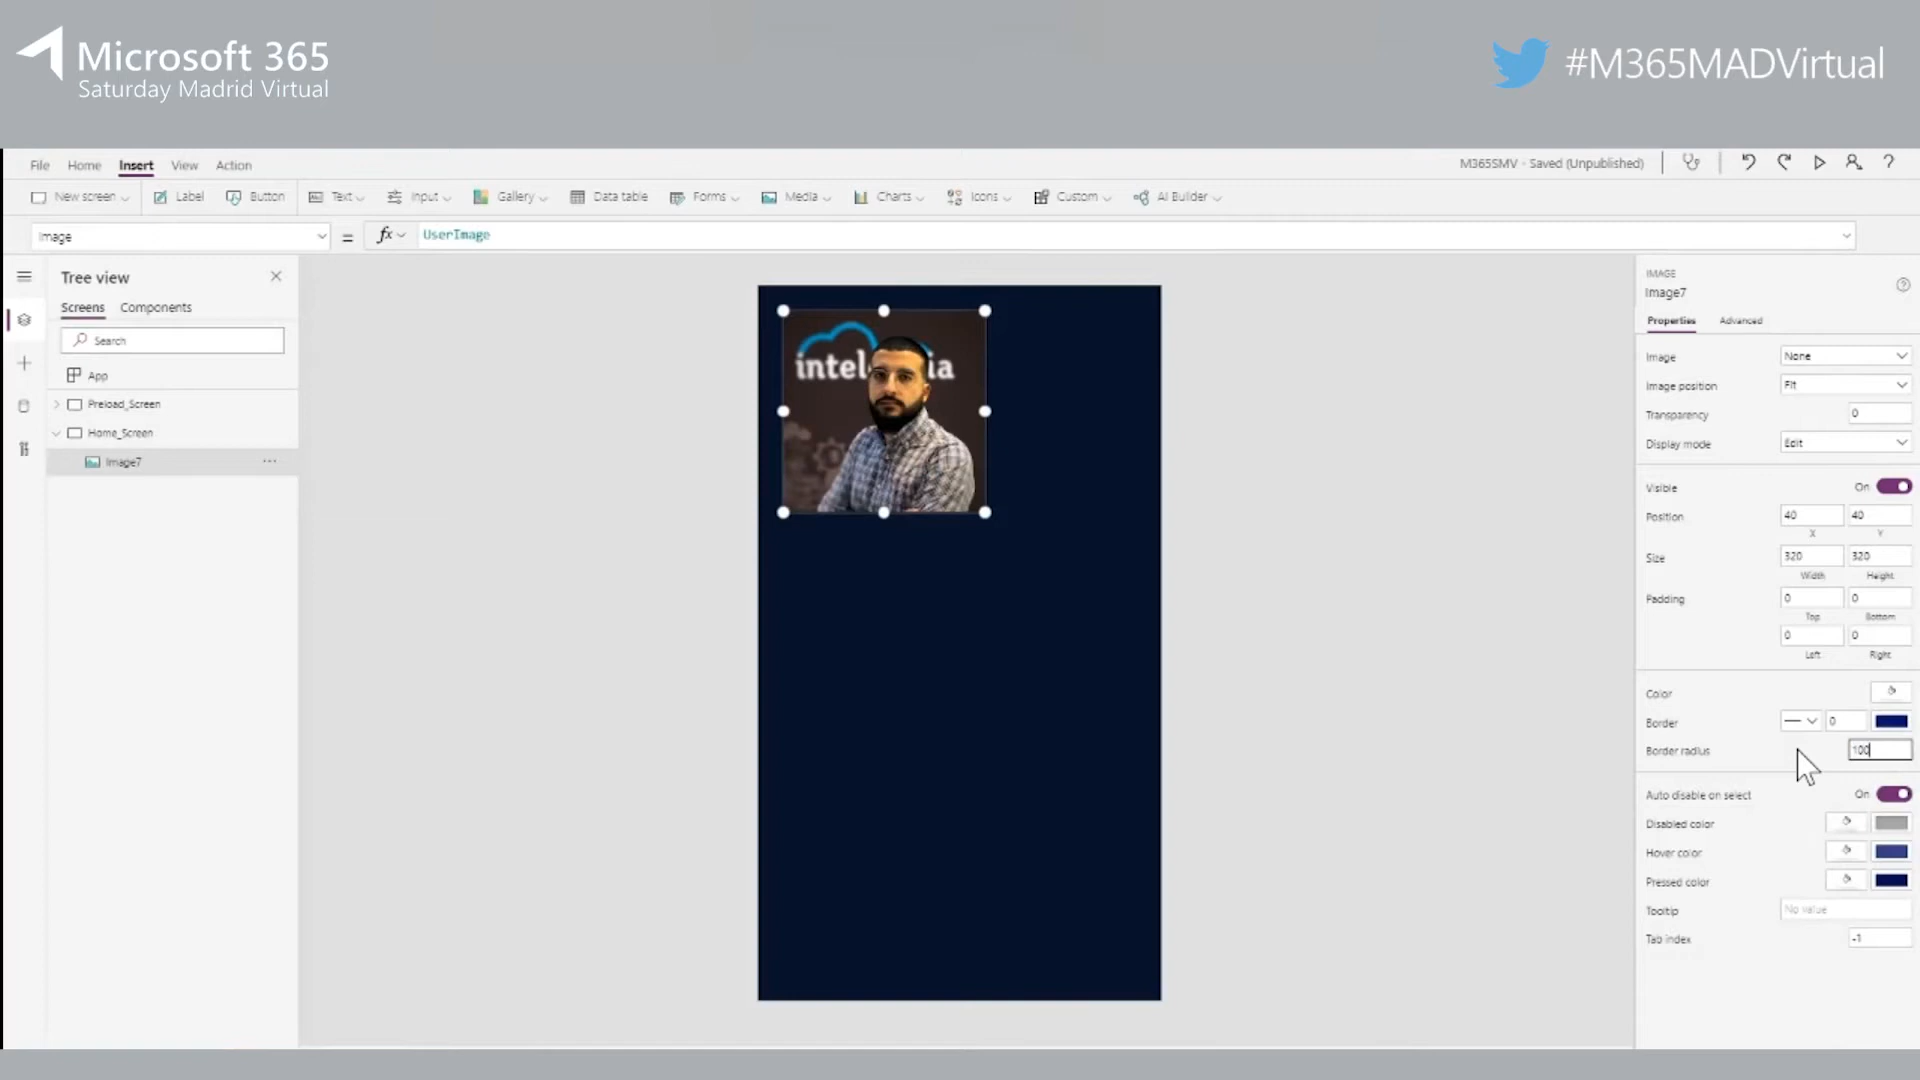 Microsoft 365
Saturday Madrid Virtual
#M365MADVirtual
File Home Insert View Action
M365SMV - Saved (Unpublished)
New screen Label Button Text Input Gallery Data table Forms Media Charts Icons Custom AI Builder
Image = fx UserImage
Tree view
Screens Components
Search
App
Preload_Screen
Home_Screen
Image7 ...
intel ia
IMAGE
Image7
Properties Advanced
Image None
Image position Fit
Transparency 0
Display mode Edit
Visible On
Position 40 40
X Y
Size 320 320
Width Height
Padding 0 0
Top Bottom
0 0
Left Right
Color
Border 0
Border radius 100
Auto disable on select On
Disabled color
Hover color
Pressed color
Tooltip No value
Tab index -1